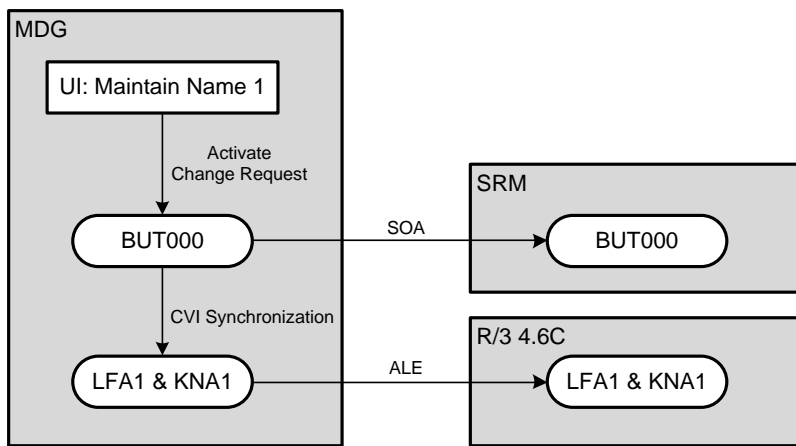 MDG
UI: Maintain Name 1
Activate
Change Request
BUT000
SOA
SRM
BUT000
CVI Synchronization
LFA1 & KNA1
ALE
R/3 4.6C
LFA1 & KNA1